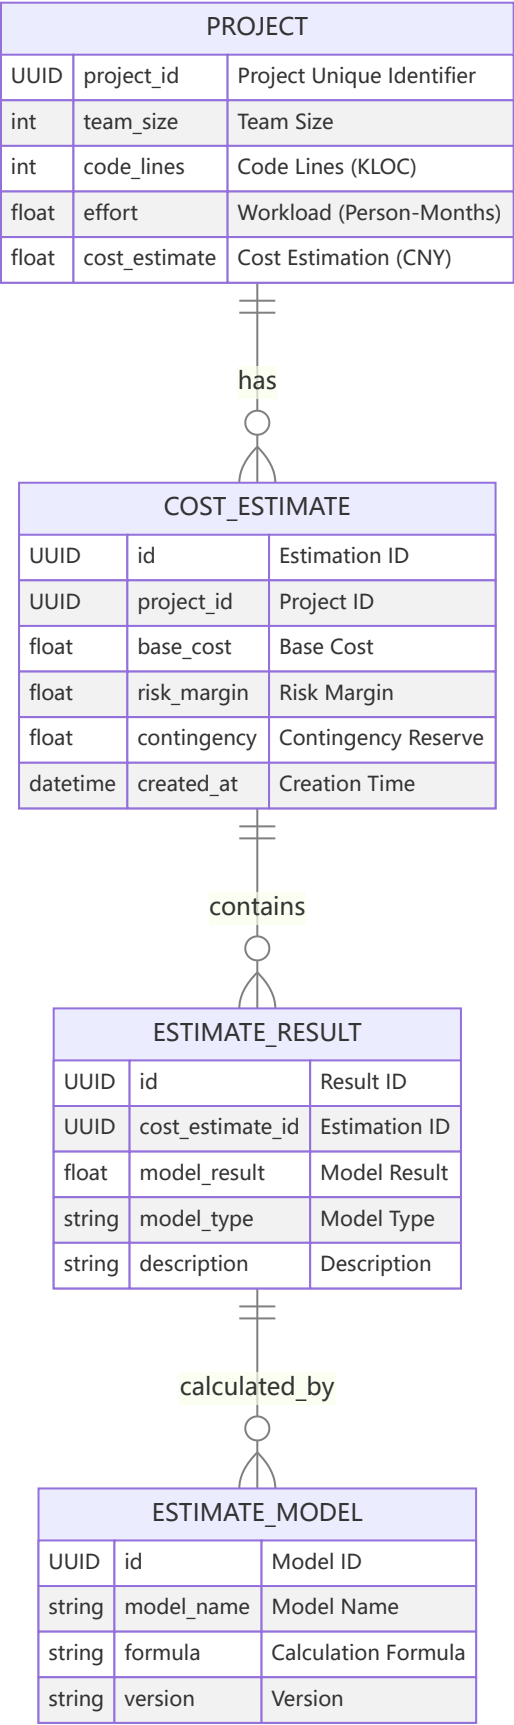 PROJECT
UUID project_id Project Unique Identifier
int team_size Team Size
int code_lines Code Lines (KLOC)
float effort Workload (Person-Months)
float cost_estimate Cost Estimation (CNY)
has
COST_ESTIMATE
UUID id Estimation ID
UUID project_id Project ID
float base_cost Base Cost
float risk_margin Risk Margin
float contingency Contingency Reserve
datetime created_at Creation Time
contains
ESTIMATE_RESULT
UUID id Result ID
UUID cost_estimate_id Estimation ID
float model_result Model Result
string model_type Model Type
string description Description
calculated_by
ESTIMATE_MODEL
UUID id Model ID
string model_name Model Name
string formula Calculation Formula
string version Version